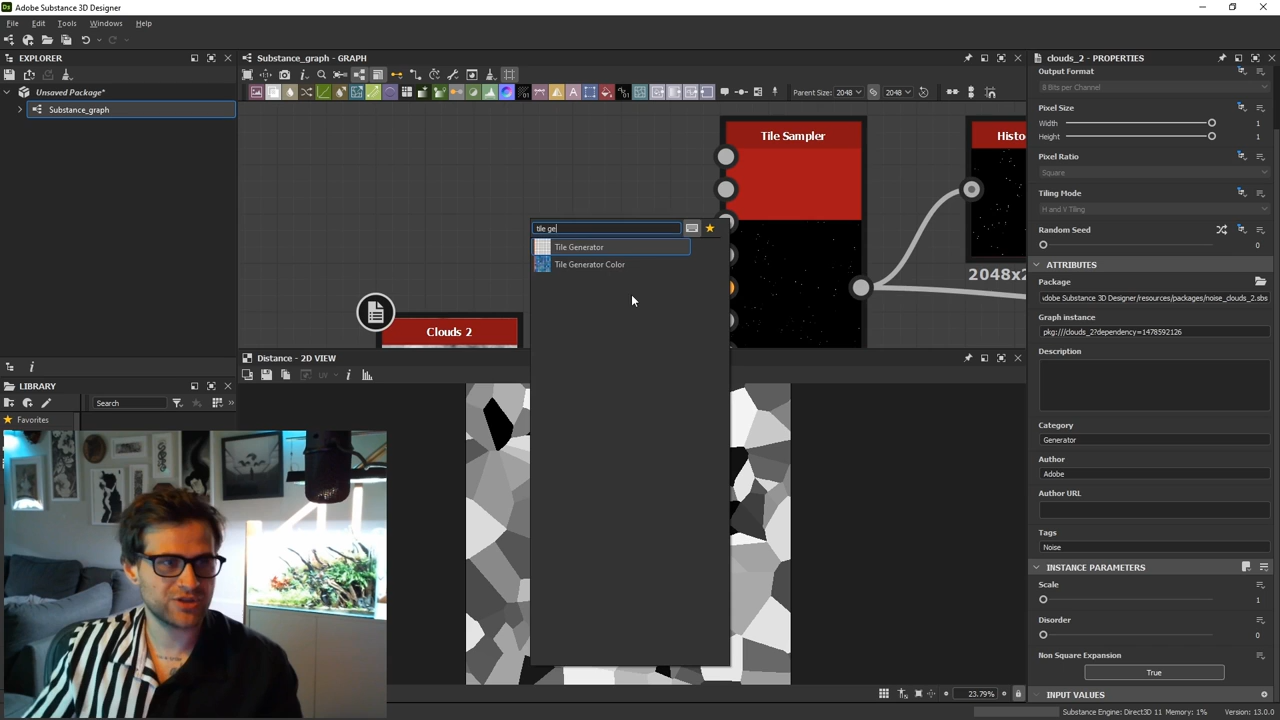 Adobe Substance 3D Designer
File Edit Tools Windows Help
EXPLORER
Unsaved Package*
Substance_graph
LIBRARY
Search
Favorites
Substance_graph - GRAPH
Parent Size: 2048 2048
Tile Sampler
Histo
2048x2
Clouds 2
tile ge
Tile Generator
Tile Generator Color
Distance - 2D VIEW
UV
23.79%
clouds_2 - PROPERTIES
Output Format
8 Bits per Channel
Pixel Size
Width 1
Height 1
Pixel Ratio
Square
Tiling Mode
H and V Tiling
Random Seed
0
ATTRIBUTES
Package
dobe Substance 3D Designer/resources/packages/noise_clouds_2.sbs
Graph instance
pkg:///clouds_2?dependency=1478592126
Description
Category
Generator
Author
Adobe
Author URL
Tags
Noise
INSTANCE PARAMETERS
Scale
1
Disorder
0
Non Square Expansion
True
INPUT VALUES
Substance Engine: Direct3D 11 Memory: 1% Version: 13.0.0